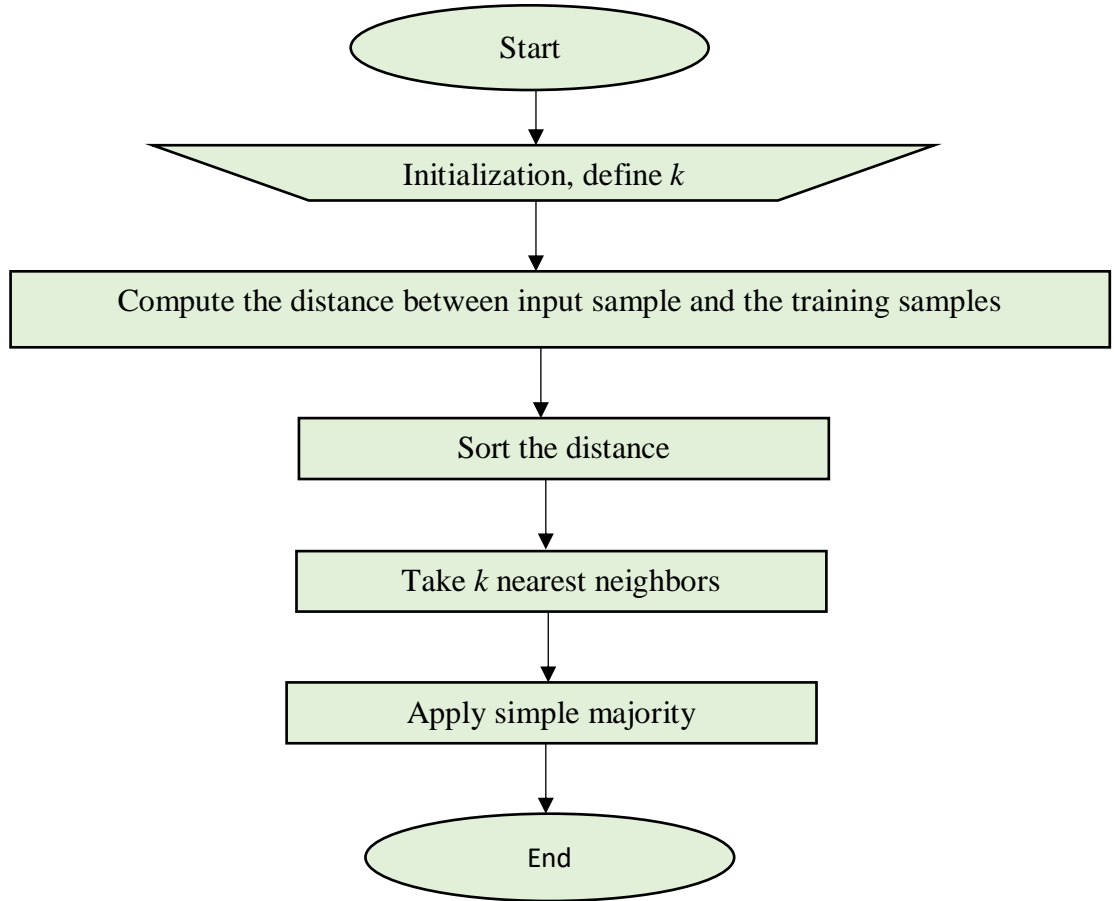 Start
Initialization, define k
Compute the distance between input sample and the training samples
Sort the distance
Take k nearest neighbors
Apply simple majority
End